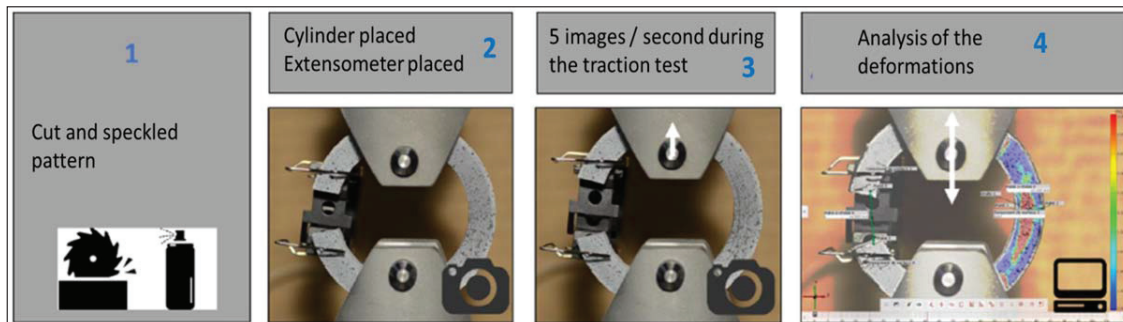 1
Cut and speckled
pattern
Cylinder placed
Extensometer placed
2
5 images / second during
the traction test
3
Analysis of the
deformations
4